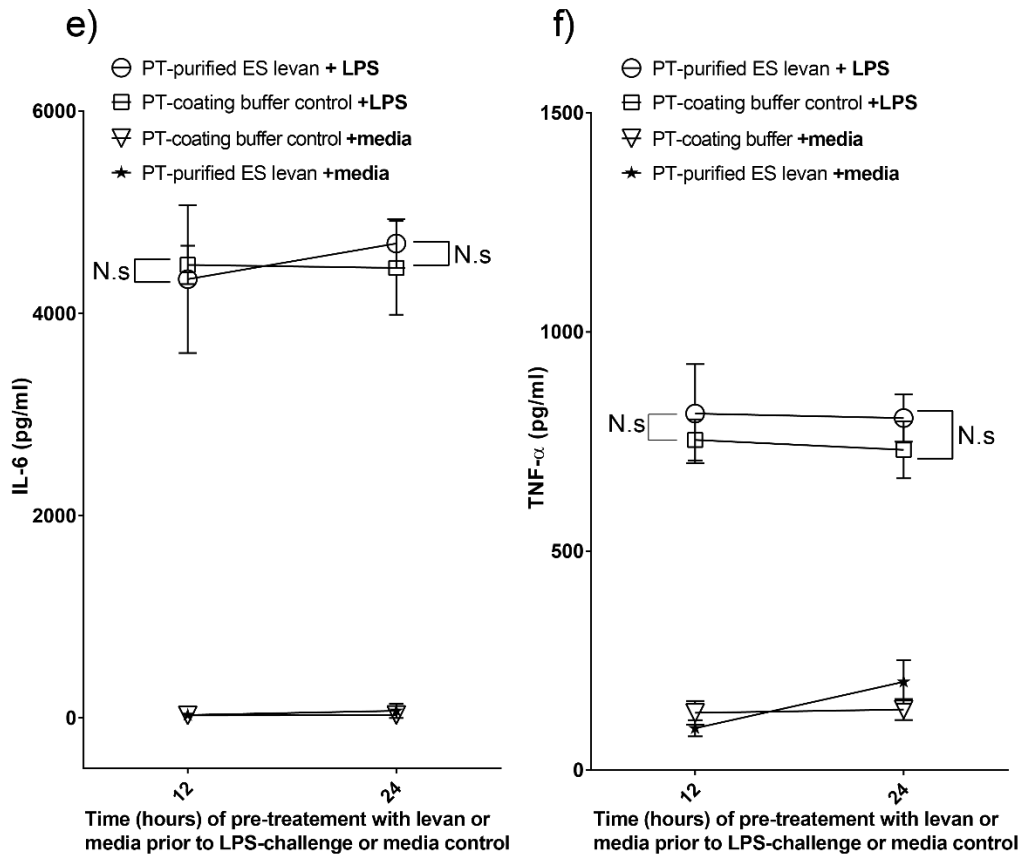 e)
PT-purified ES levan + LPS
PT-coating buffer control +LPS
PT-coating buffer control +media
PT-purified ES levan +media
6000
4000
2000
0
IL-6 (pg/ml)
N.s
N.s
12
24
Time (hours) of pre-treatement with levan or
media prior to LPS-challenge or media control
f)
PT-purified ES levan + LPS
PT-coating buffer control +LPS
PT-coating buffer +media
PT-purified ES levan +media
1500
1000
500
0
TNF-α (pg/ml)
N.s
N.s
12
24
Time (hours) of pre-treatement with levan or
media prior to LPS-challenge or media control